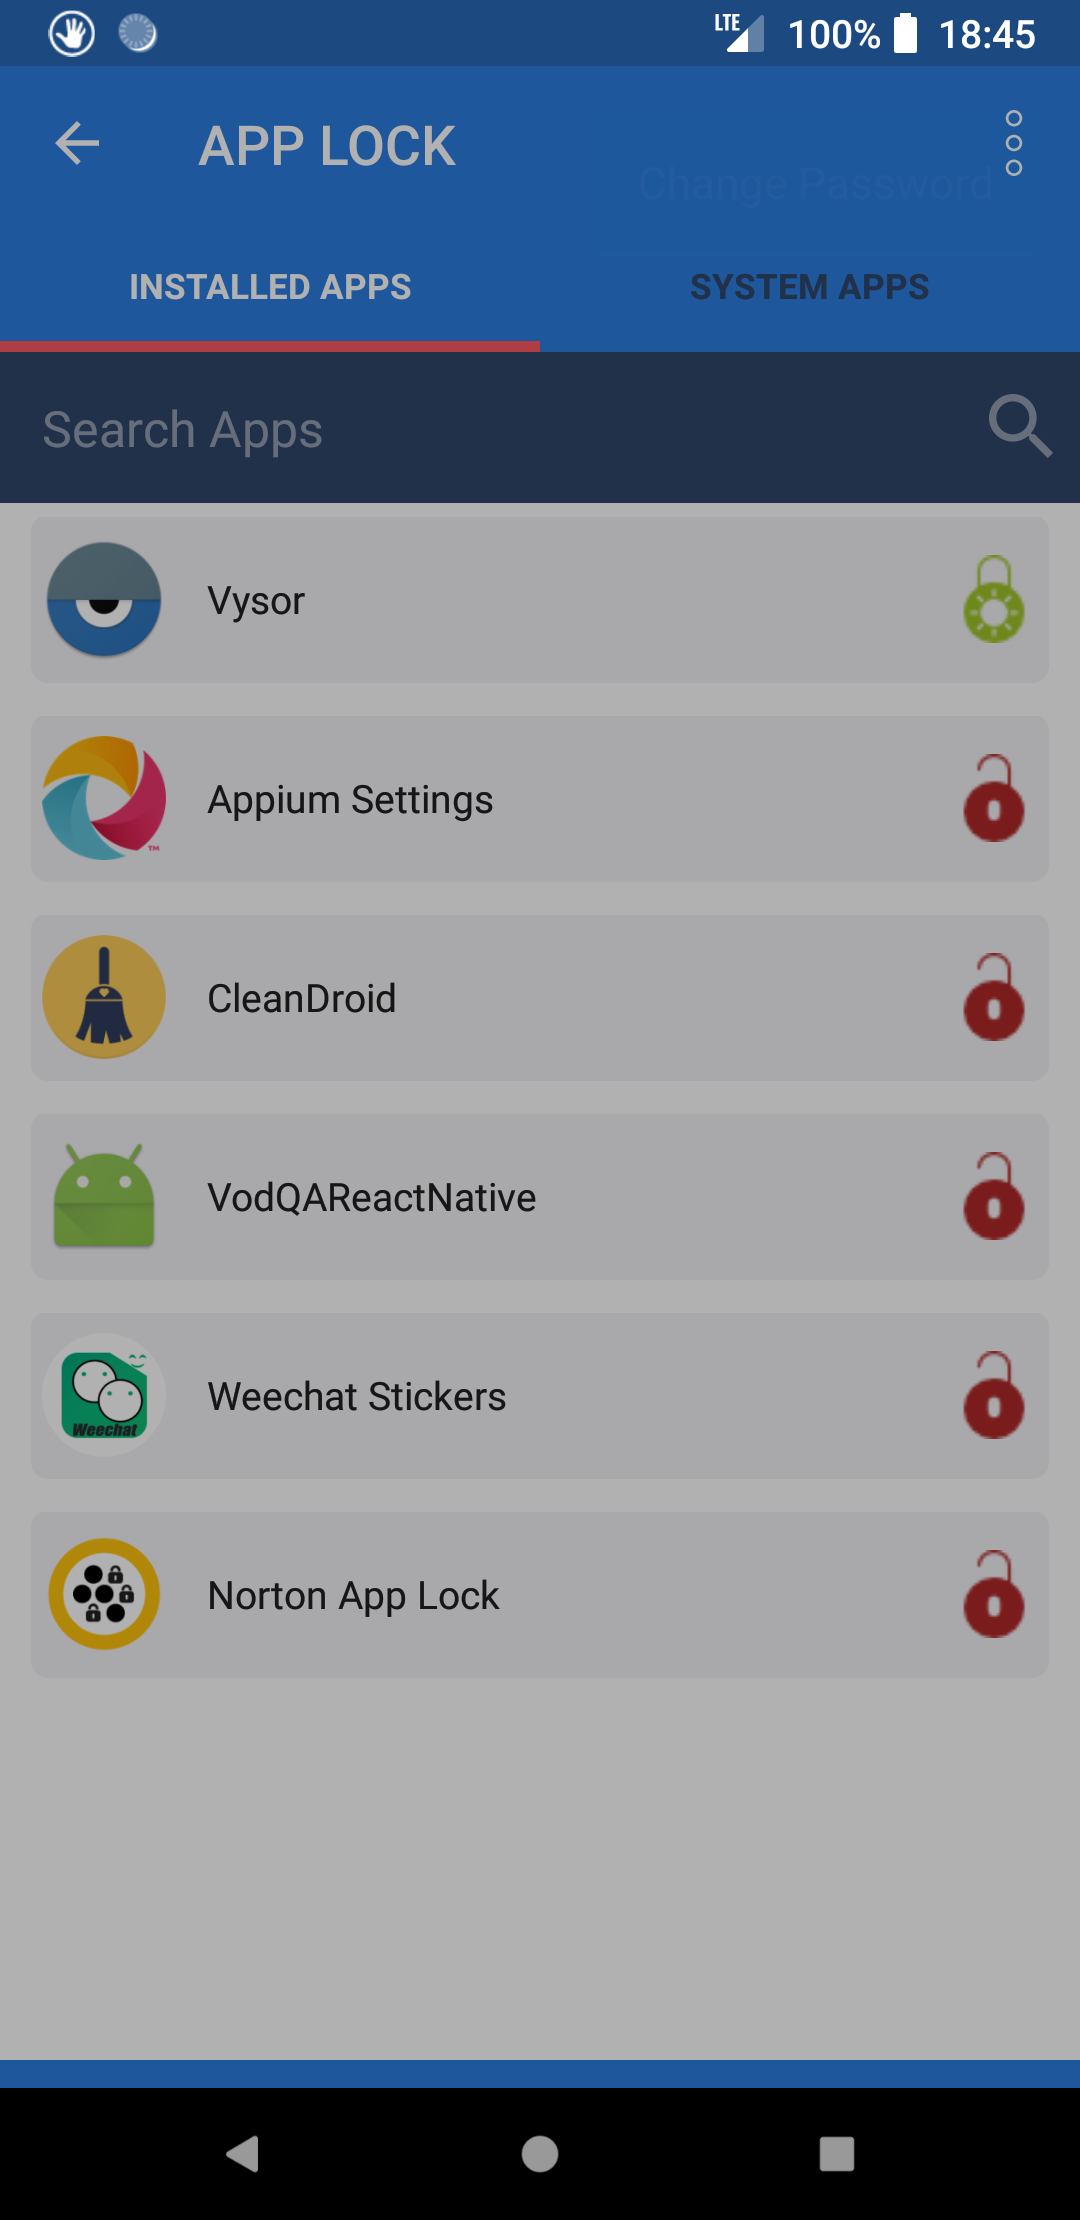 LTE 100% 18:45
APP LOCK
Change Password
INSTALLED APPS SYSTEM APPS
Search Apps
Vysor
Appium Settings
TM
CleanDroid
VodQAReactNative
Weechat Stickers
Weechat
Norton App Lock